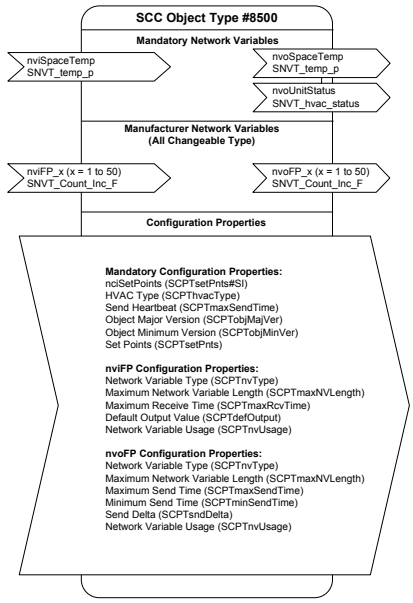 SCC Object Type #8500
Mandatory Network Variables
nviSpaceTemp
SNVT_temp_p
nvoSpaceTemp
SNVT_temp_p
nvoUnitStatus
SNVT_hvac_status
Manufacturer Network Variables
(All Changeable Type)
nviFP_x (x = 1 to 50)
SNVT_Count_Inc_F
nvoFP_x (x = 1 to 50)
SNVT_Count_Inc_F
Configuration Properties
Mandatory Configuration Properties:
nciSetPoints (SCPTsetPnts#SI)
HVAC Type (SCPThvacType)
Send Heartbeat (SCPTmaxSendTime)
Object Major Version (SCPTobjMajVer)
Object Minimum Version (SCPTobjMinVer)
Set Points (SCPTsetPnts)
nviFP Configuration Properties:
Network Variable Type (SCPTnvType)
Maximum Network Variable Length (SCPTmaxNVLength)
Maximum Receive Time (SCPTmaxRcvTime)
Default Output Value (SCPTdefOutput)
Network Variable Usage (SCPTnvUsage)
nvoFP Configuration Properties:
Network Variable Type (SCPTnvType)
Maximum Network Variable Length (SCPTmaxNVLength)
Maximum Send Time (SCPTmaxSendTime)
Minimum Send Time (SCPTminSendTime)
Send Delta (SCPTsndDelta)
Network Variable Usage (SCPTnvUsage)